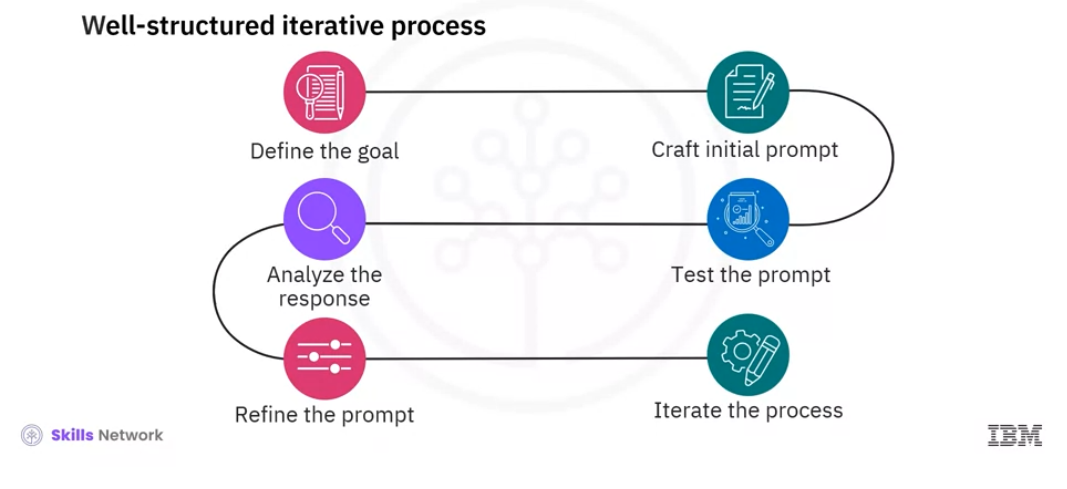 Well-structured iterative process
Define the goal
Craft initial prompt
Test the prompt
Analyze the
response
Refine the prompt
Iterate the process
Skills Network
IBM